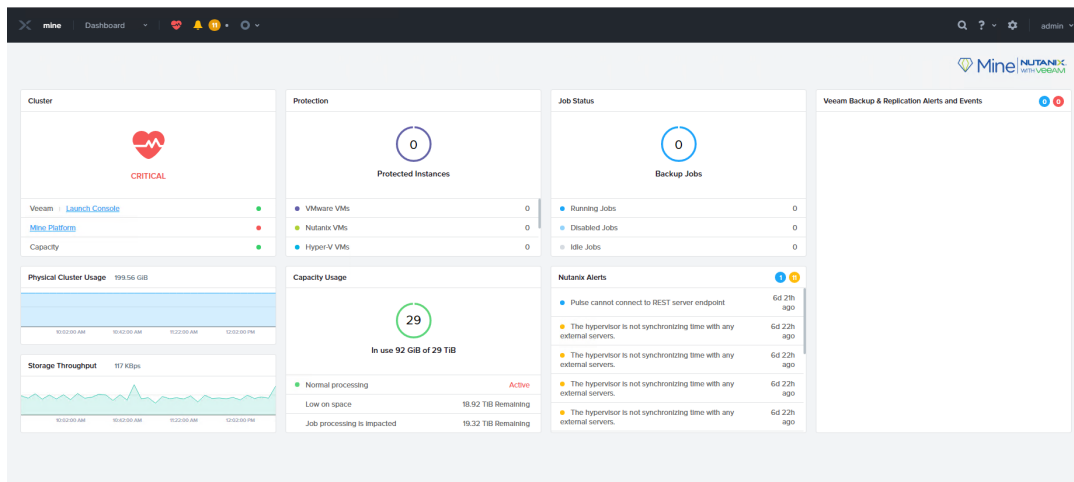 mine Dashboard 11 admin
Mine NUTANIX WITH VEEAM
Cluster
CRITICAL
Veeam Launch Console
Mine Platform
Capacity
Protection
0
Protected Instances
VMware VMs 0
Nutanix VMs 0
Hyper-V VMs 0
Job Status
0
Backup Jobs
Running Jobs 0
Disabled Jobs 0
Idle Jobs 0
Veeam Backup & Replication Alerts and Events 0 0
Physical Cluster Usage 199.56 GiB
10:02:00 AM 10:42:00 AM 11:22:00 AM 12:02:00 PM
Storage Throughput 117 KBps
10:02:00 AM 10:42:00 AM 11:22:00 AM 12:02:00 PM
Capacity Usage
29
In use 92 GiB of 29 TiB
Normal processing Active
Low on space 18.92 TiB Remaining
Job processing is impacted 19.32 TiB Remaining
Nutanix Alerts 1 11
Pulse cannot connect to REST server endpoint 6d 21h
ago
The hypervisor is not synchronizing time with any 6d 22h
external servers. ago
The hypervisor is not synchronizing time with any 6d 22h
external servers. ago
The hypervisor is not synchronizing time with any 6d 22h
external servers. ago
The hypervisor is not synchronizing time with any 6d 22h
external servers. ago